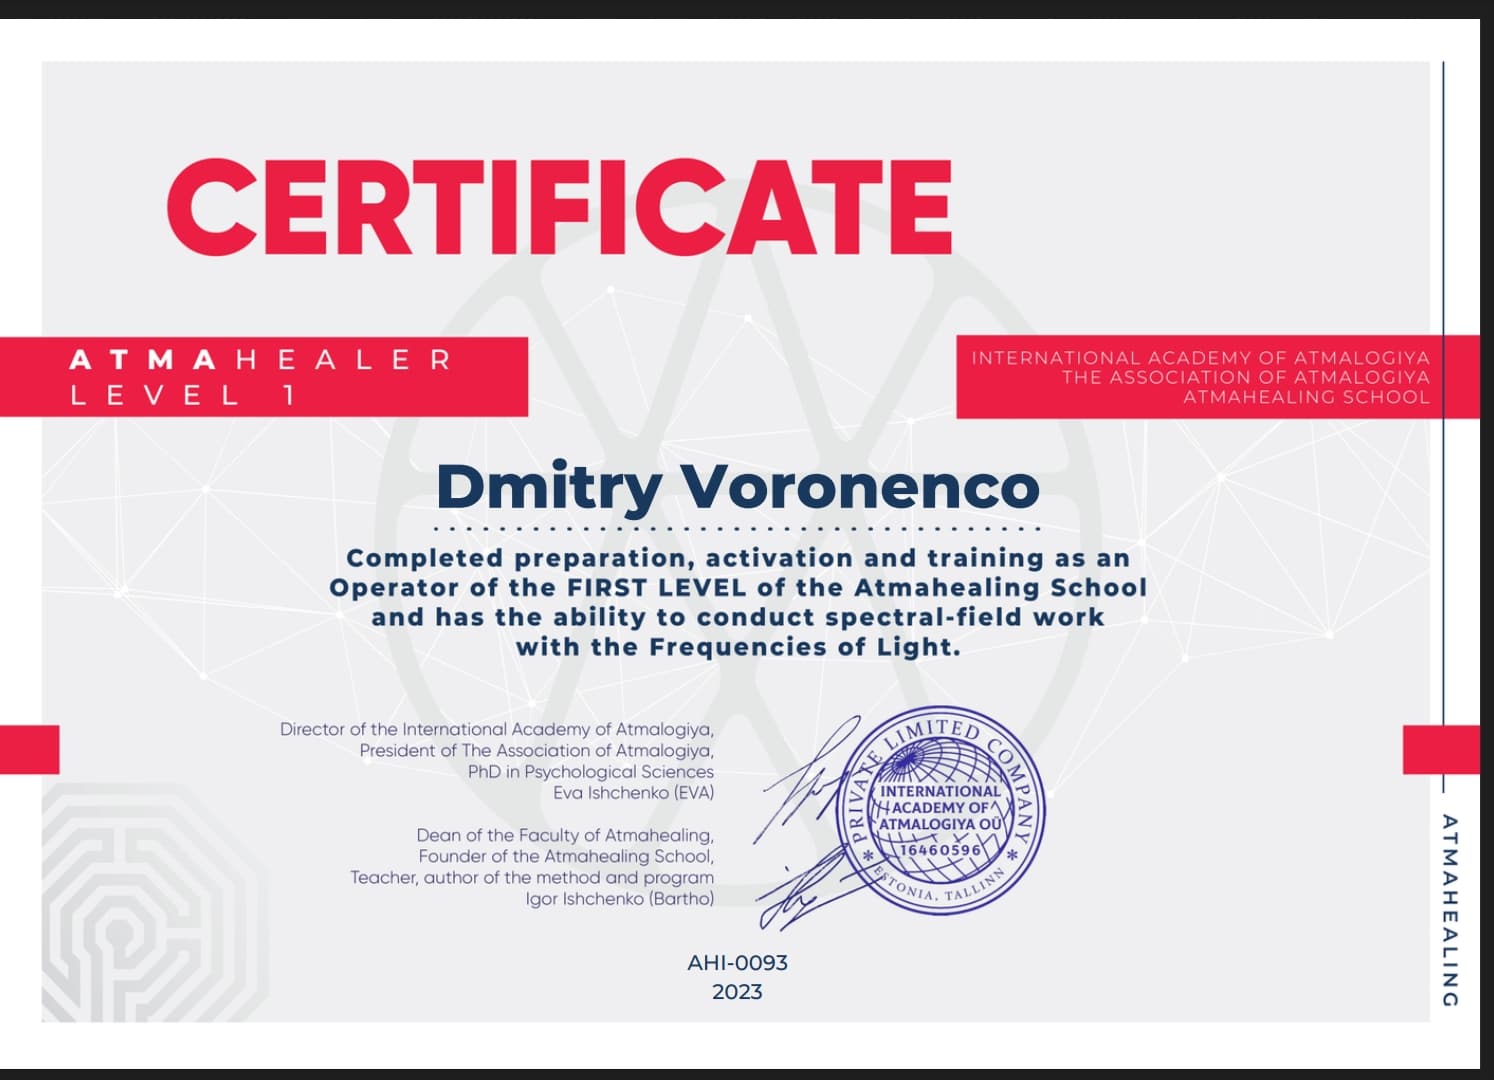 CERTIFICATE
ATMAHEALER
LEVEL 1
INTERNATIONAL ACADEMY OF ATMALOGIYA
THE ASSOCIATION OF ATMALOGIYA
ATMAHEALING SCHOOL
Dmitry Voronenco
Completed preparation, activation and training as an
Operator of the FIRST LEVEL of the Atmahealing School
and has the ability to conduct spectral-field work
with the Frequencies of Light.
Director of the International Academy of Atmalogiya,
President of The Association of Atmalogiya,
PhD in Psychological Sciences
Eva Ishchenko (EVA)
Dean of the Faculty of Atmahealing,
Founder of the Atmahealing School,
Teacher, author of the method and program
Igor Ishchenko (Bartho)
PRIVATE LIMITED COMPANY
INTERNATIONAL
ACADEMY OF
ATMALOGIYA OÜ
16460596
* ESTONIA, TALLINN *
AHI-0093
2023
ATMAHEALING